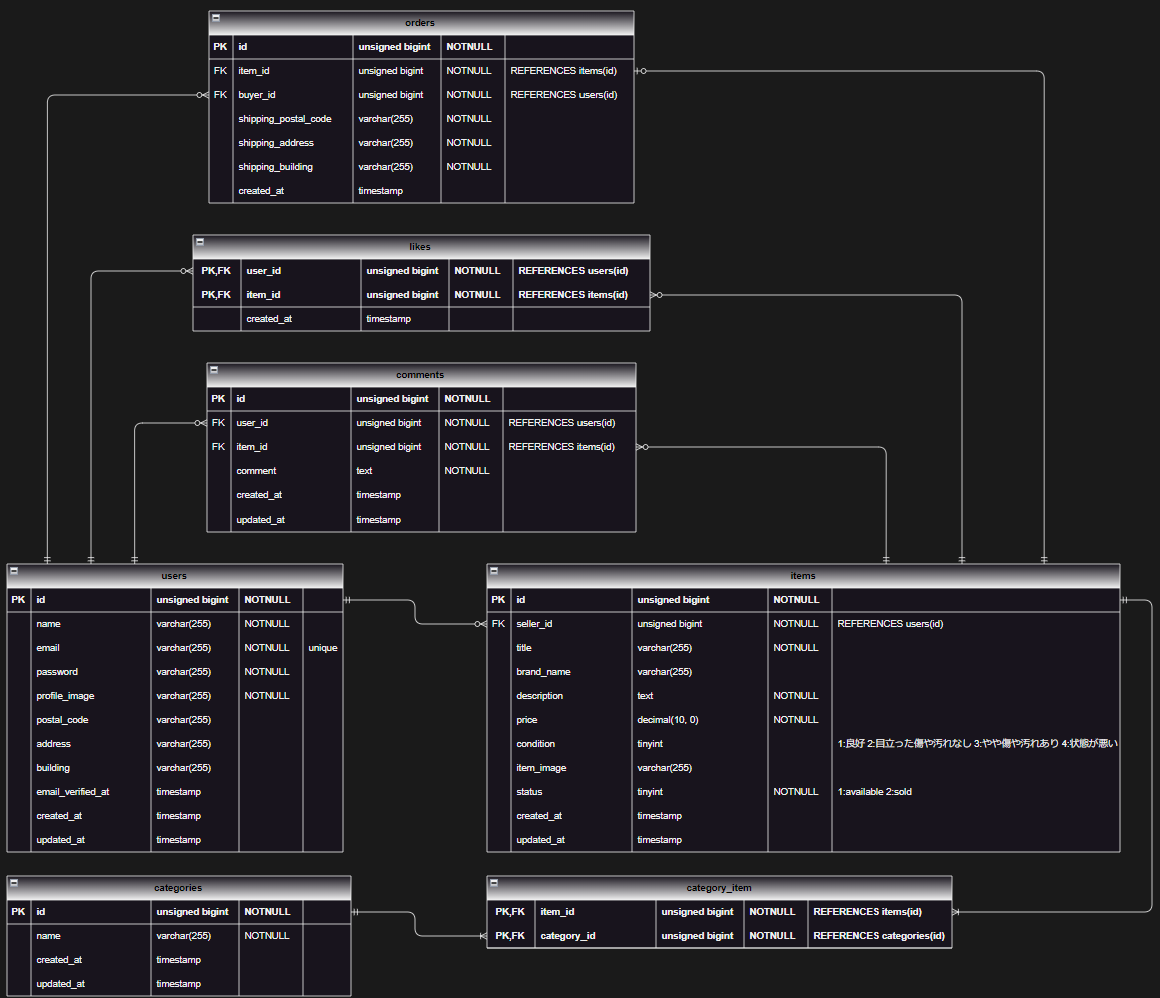 orders
PK id unsigned bigint NOTNULL
FK item_id unsigned bigint NOTNULL REFERENCES items(id)
FK buyer_id unsigned bigint NOTNULL REFERENCES users(id)
shipping_postal_code varchar(255) NOTNULL
shipping_address varchar(255) NOTNULL
shipping_building varchar(255) NOTNULL
created_at timestamp
likes
PK,FK user_id unsigned bigint NOTNULL REFERENCES users(id)
PK,FK item_id unsigned bigint NOTNULL REFERENCES items(id)
created_at timestamp
comments
PK id unsigned bigint NOTNULL
FK user_id unsigned bigint NOTNULL REFERENCES users(id)
FK item_id unsigned bigint NOTNULL REFERENCES items(id)
comment text NOTNULL
created_at timestamp
updated_at timestamp
users
PK id unsigned bigint NOTNULL
name varchar(255) NOTNULL
email varchar(255) NOTNULL unique
password varchar(255) NOTNULL
profile_image varchar(255) NOTNULL
postal_code varchar(255)
address varchar(255)
building varchar(255)
email_verified_at timestamp
created_at timestamp
updated_at timestamp
items
PK id unsigned bigint NOTNULL
FK seller_id unsigned bigint NOTNULL REFERENCES users(id)
title varchar(255) NOTNULL
brand_name varchar(255)
description text NOTNULL
price decimal(10, 0) NOTNULL
condition tinyint 1:良好 2:目立った傷や汚れなし 3:やや傷や汚れあり 4:状態が悪い
item_image varchar(255)
status tinyint NOTNULL 1:available 2:sold
created_at timestamp
updated_at timestamp
categories
PK id unsigned bigint NOTNULL
name varchar(255) NOTNULL
created_at timestamp
updated_at timestamp
category_item
PK,FK item_id unsigned bigint NOTNULL REFERENCES items(id)
PK,FK category_id unsigned bigint NOTNULL REFERENCES categories(id)